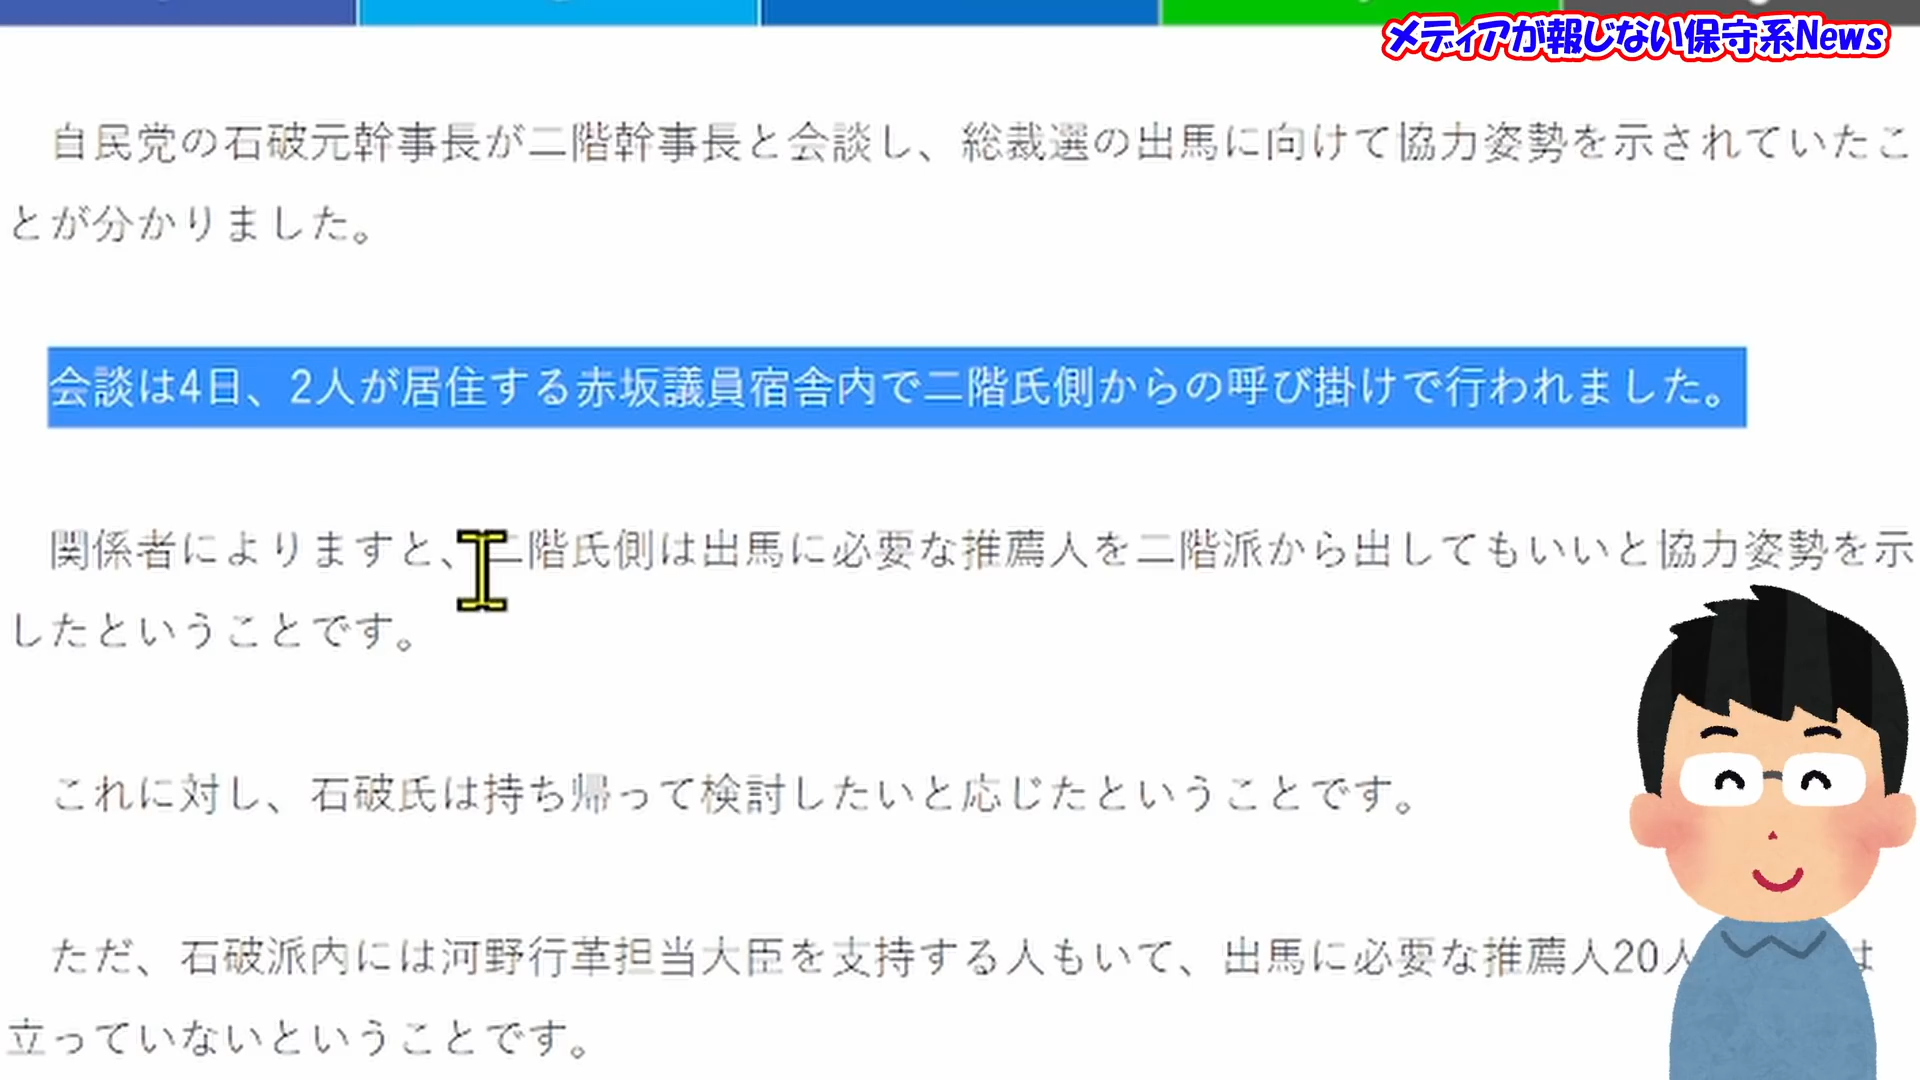 メディアが報じない保守系News
自民党の石破元幹事長が二階幹事長と会談し、総裁選の出馬に向けて協力姿勢を示されていたこ
とが分かりました。
会談は4日、2人が居住する赤坂議員宿舎内で二階氏側からの呼び掛けで行われました。
関係者によりますと、二階氏側は出馬に必要な推薦人を二階派から出してもいいと協力姿勢を示
したということです。
これに対し、石破氏は持ち帰って検討したいと応じたということです。
ただ、石破派内には河野行革担当大臣を支持する人もいて、出馬に必要な推薦人20人 は
立っていないということです。